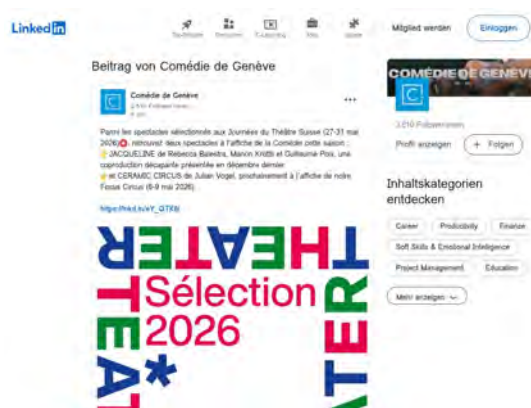 LinkedIn
E-Learning
Mitglied werden
Einloggen
Beitrag von Comédie de Genève
Comédie de Genève
Parmi les spectacles sélectionnés aux Journées du Théâtre Suisse (27-31 mai
2026), retrouvez deux spectacles à l'affiche de la Comédie cette saison :
JACQUELINE de Rebecca Balestra, Marvin Kröttli et Guillaume Poix, une
coproduction décapante présentée en décembre dernier
et CERAMIC CIRCUS de Julian Vogel, prochainement à l'affiche de notre
Focus Circus (6-9 mai 2026).
THEATER
Sélection
2026
COMÉDIE DE GENÈVE
Profil anzeigen
+ Folgen
Inhaltskategorien
entdecken
Career
Productivity
Finance
Soft Skills & Emotional Intelligence
Project Management
Education
Mehr anzeigen